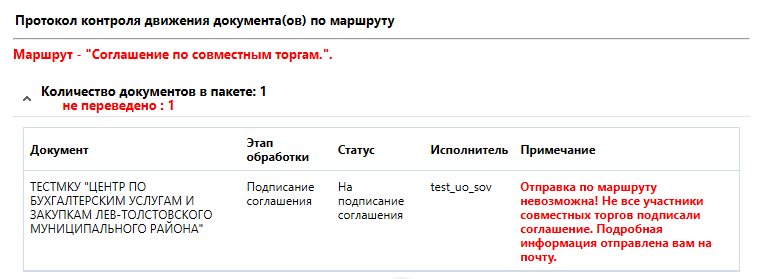 Протокол контроля движения документа(ов) по маршруту
Маршрут - "Соглашение по совместным торгам.".
Количество документов в пакете: 1
не переведено : 1
Документ
Этап
обработки
Статус
Исполнитель
Примечание
ТЕСТМКУ "ЦЕНТР ПО
БУХГАЛТЕРСКИМ УСЛУГАМ И
ЗАКУПКАМ ЛЕВ-ТОЛСТОВСКОГО
МУНИЦИПАЛЬНОГО РАЙОНА"
Подписание
соглашения
На
подписание
соглашения
test_uo_sov
Отправка по маршруту
невозможна! Не все участники
совместных торгов подписали
соглашение. Подробная
информация отправлена вам на
почту.